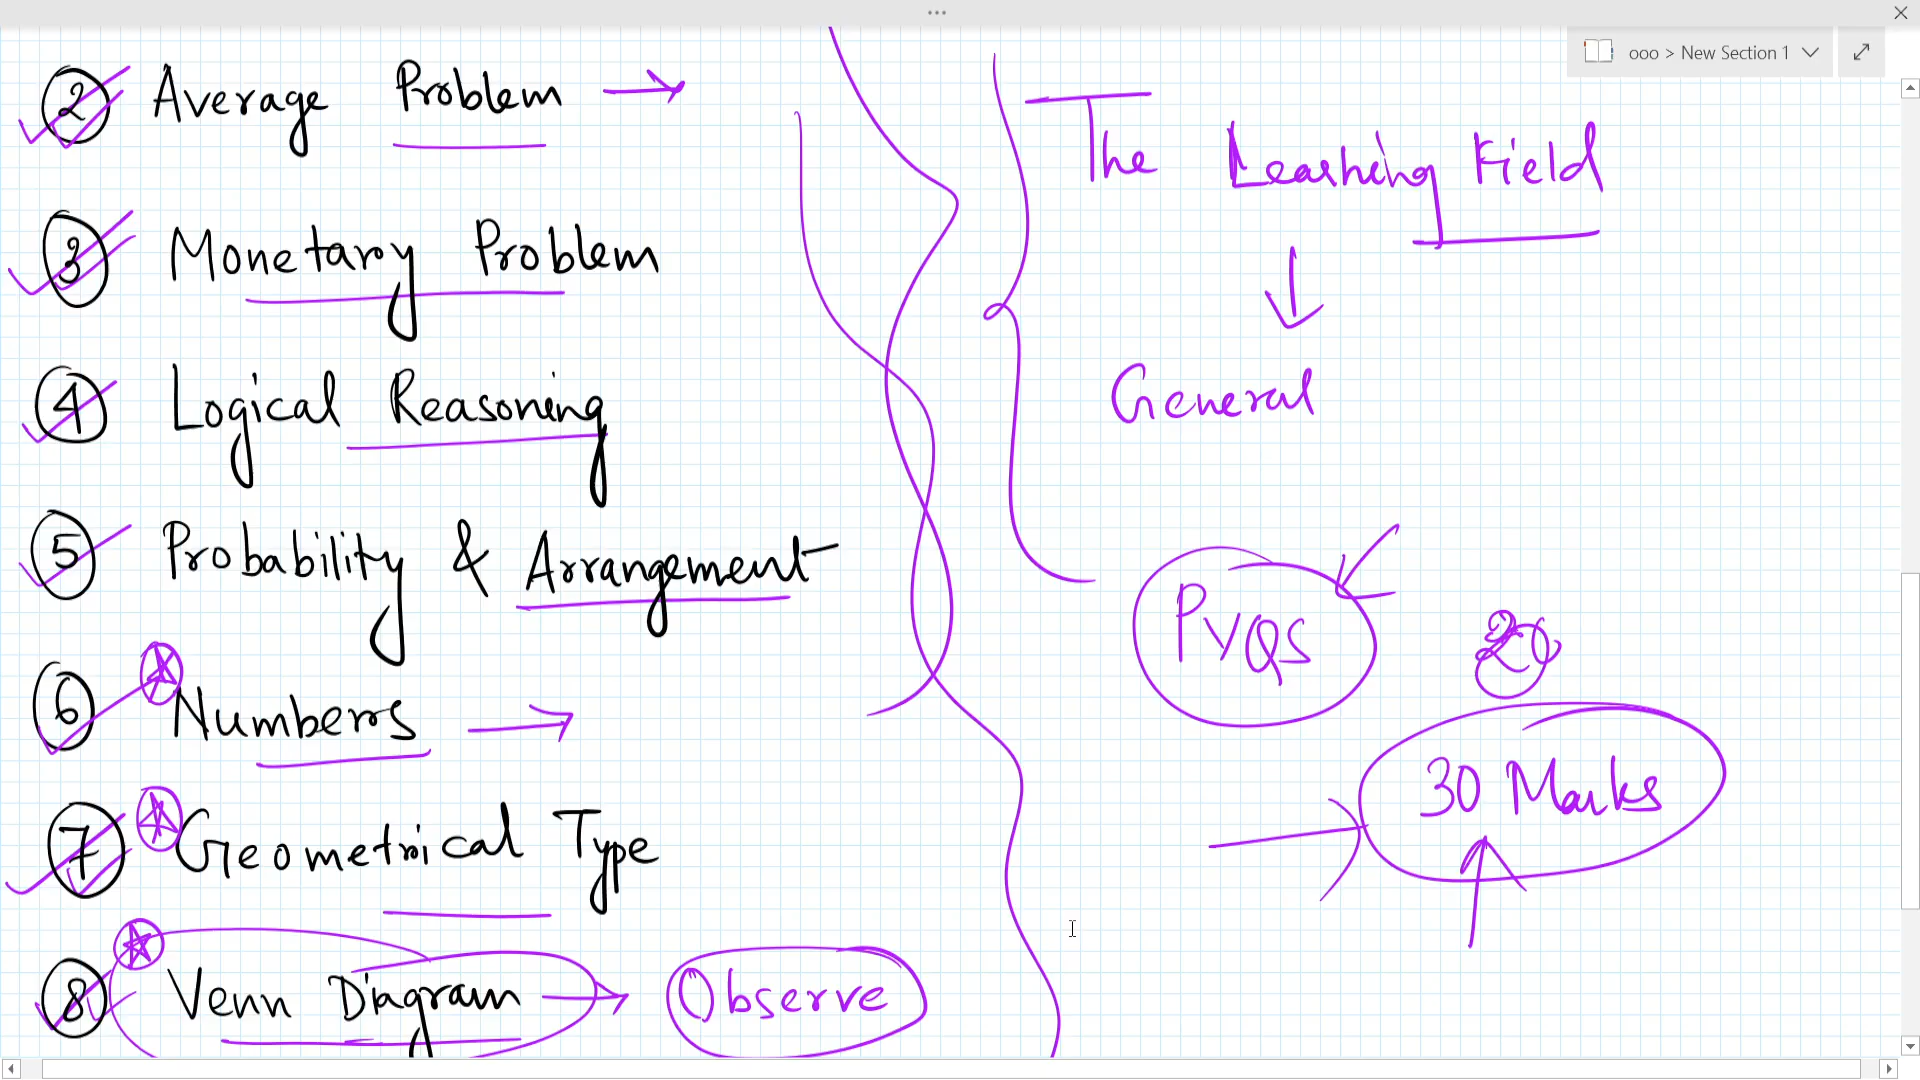 ooo > New Section 1
2 Average Problem →
3 Monetary Problem
4 Logical Reasoning
5 Probability & Arrangement
6 Numbers →
7 Geometrical Type
8 Venn Diagram → Observe
The Learning Field
↓
General
PYQS
20
30 Marks